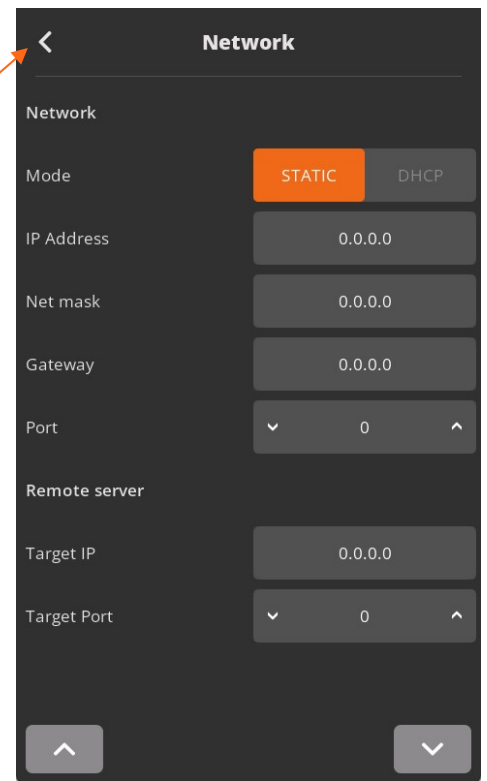 Network
Network
Mode STATIC DHCP
IP Address 0.0.0.0
Net mask 0.0.0.0
Gateway 0.0.0.0
Port 0
Remote server
Target IP 0.0.0.0
Target Port 0